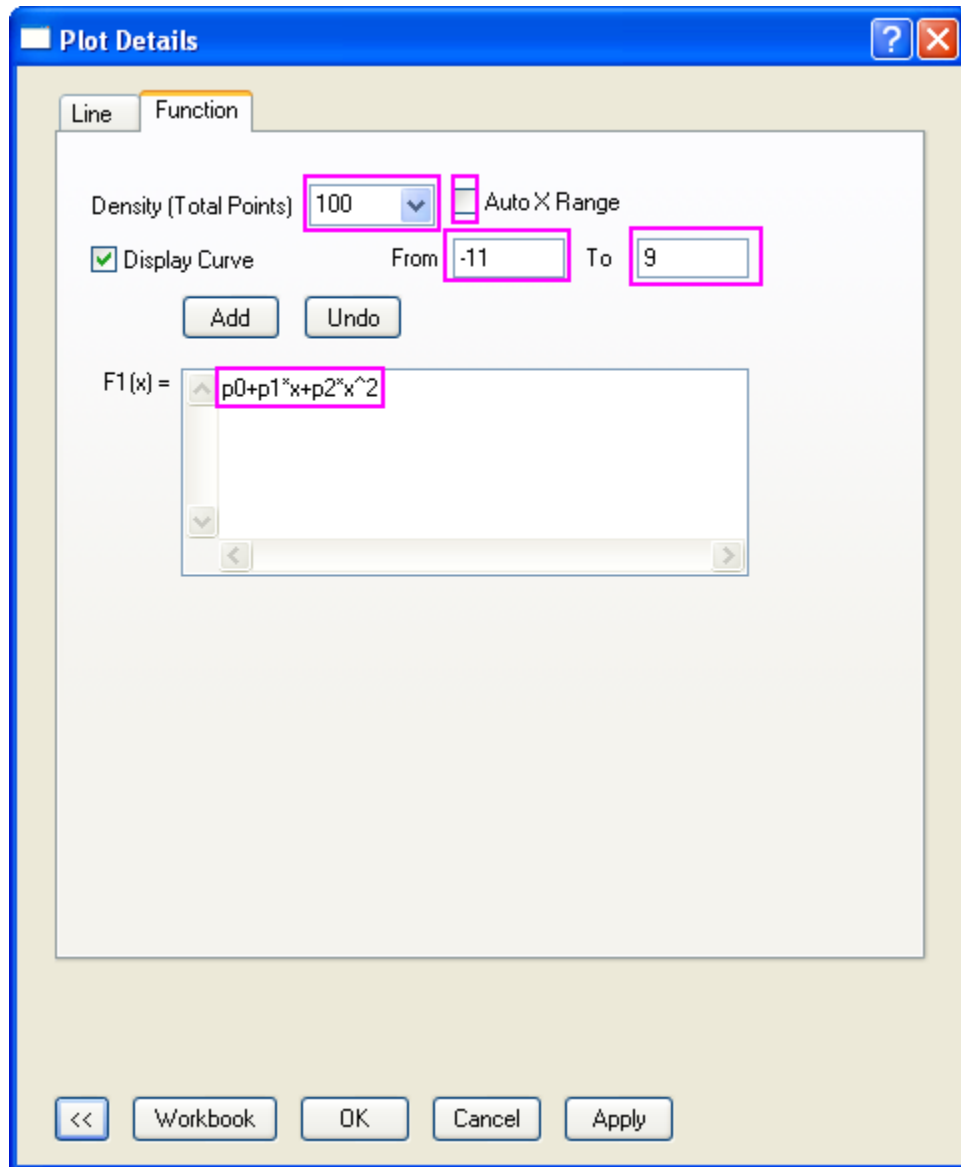 Plot Details
Line Function
Density (Total Points) 100 Auto X Range
Display Curve From -11 To 9
Add Undo
F1(x) = p0+p1*x+p2*x^2
<< Workbook OK Cancel Apply